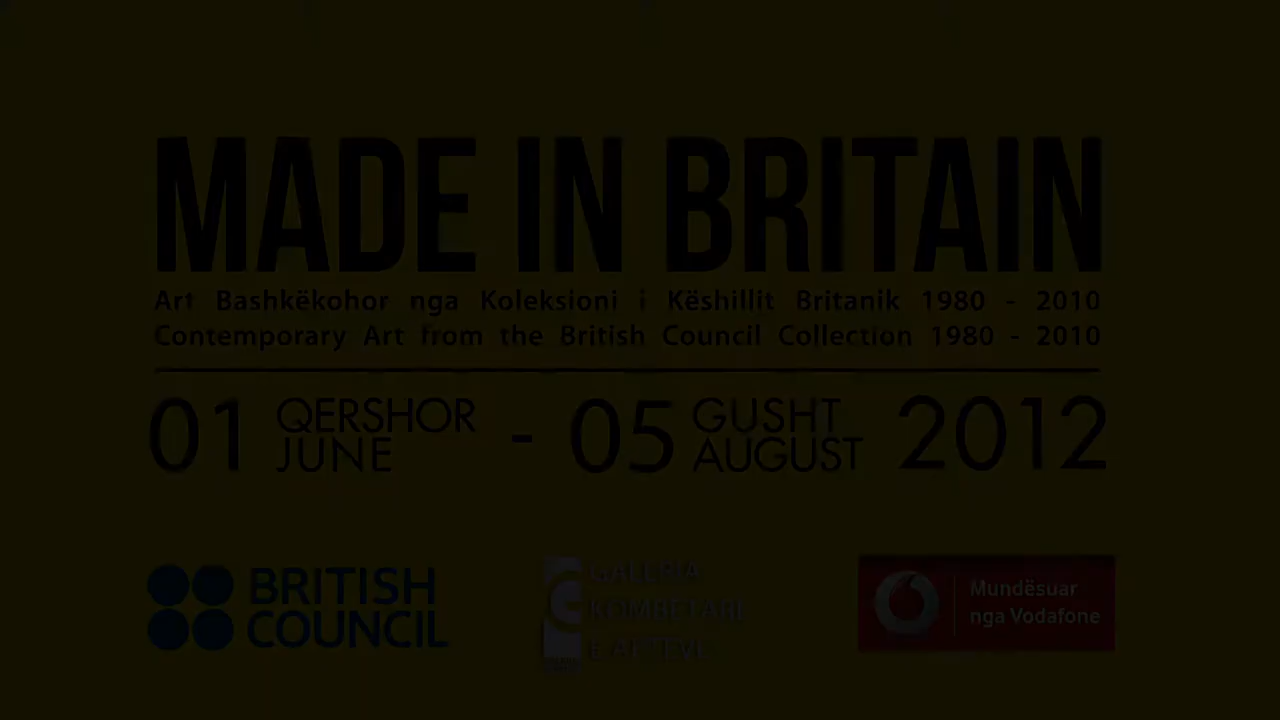 MADE IN BRITAIN
Art Bashkëkohor nga Koleksioni i Këshillit Britanik 1980 - 2010
Contemporary Art from the British Council Collection 1980 - 2010
01 QERSHOR JUNE - 05 GUSHT AUGUST 2012
BRITISH COUNCIL
GALERIA
KOMBËTARE
E ARTEVE
Mundësuar
nga Vodafone